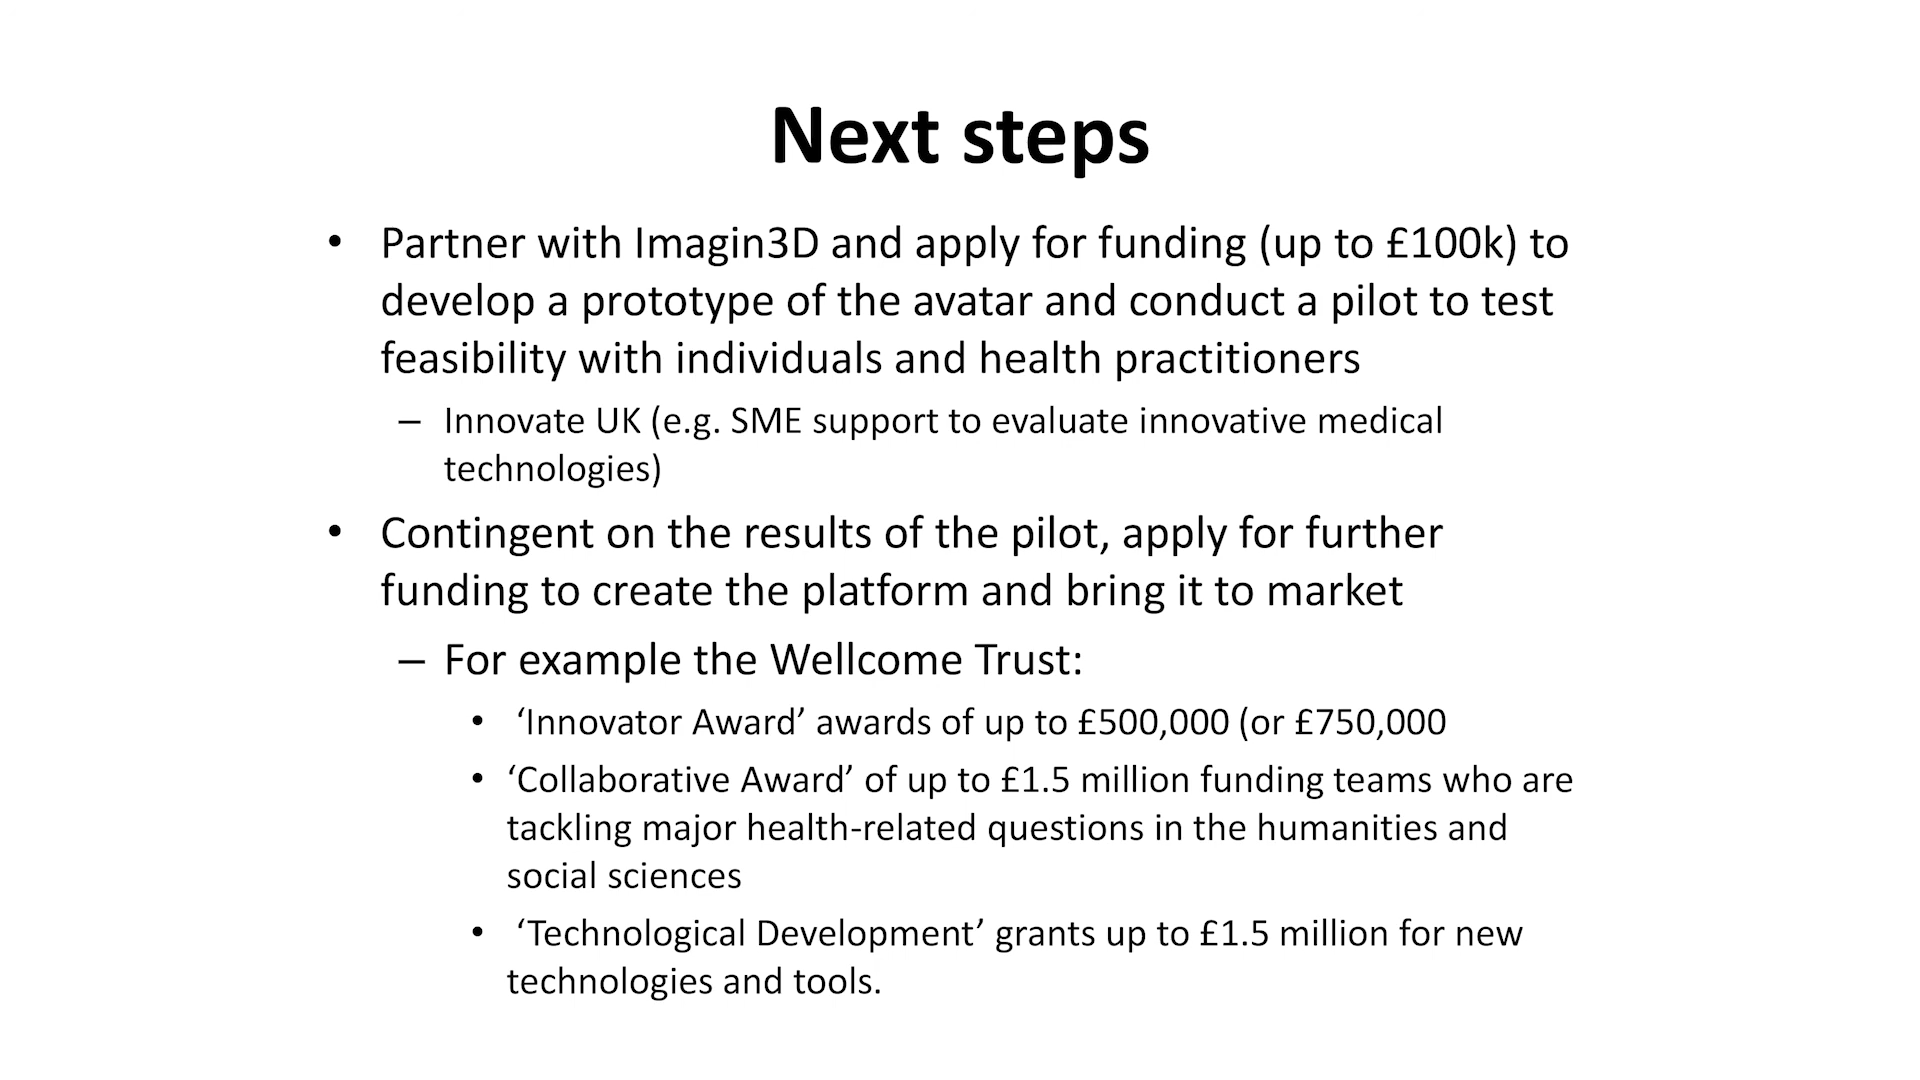 Next steps
• Partner with Imagin3D and apply for funding (up to £100k) to
develop a prototype of the avatar and conduct a pilot to test
feasibility with individuals and health practitioners
– Innovate UK (e.g. SME support to evaluate innovative medical
technologies)
• Contingent on the results of the pilot, apply for further
funding to create the platform and bring it to market
– For example the Wellcome Trust:
• ‘Innovator Award’ awards of up to £500,000 (or £750,000
• ‘Collaborative Award’ of up to £1.5 million funding teams who are
tackling major health-related questions in the humanities and
social sciences
• ‘Technological Development’ grants up to £1.5 million for new
technologies and tools.